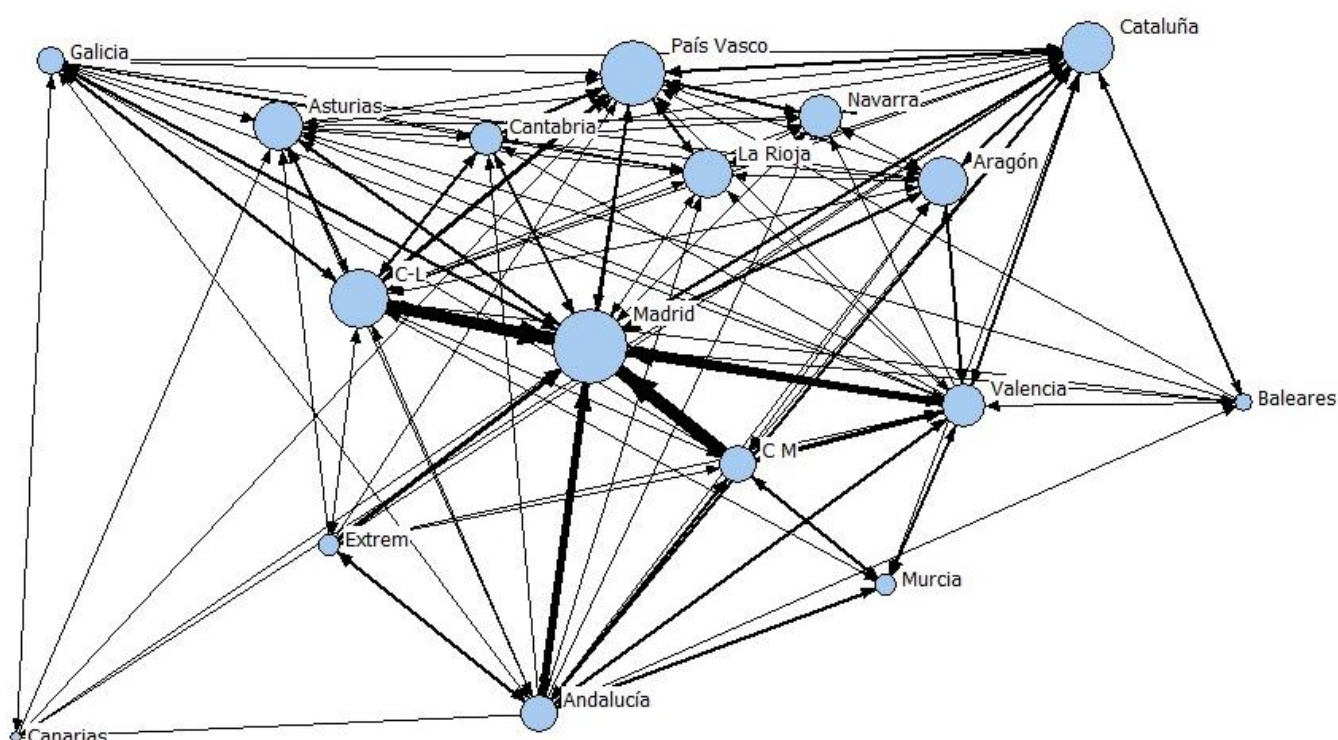 Cataluña
País Vasco
Galicia
Asturias
Navarra
Cantabria
La Rioja
Aragón
C-L
Madrid
Valencia
Baleares
C M
Extrem
Murcia
Andalucía
Canarias